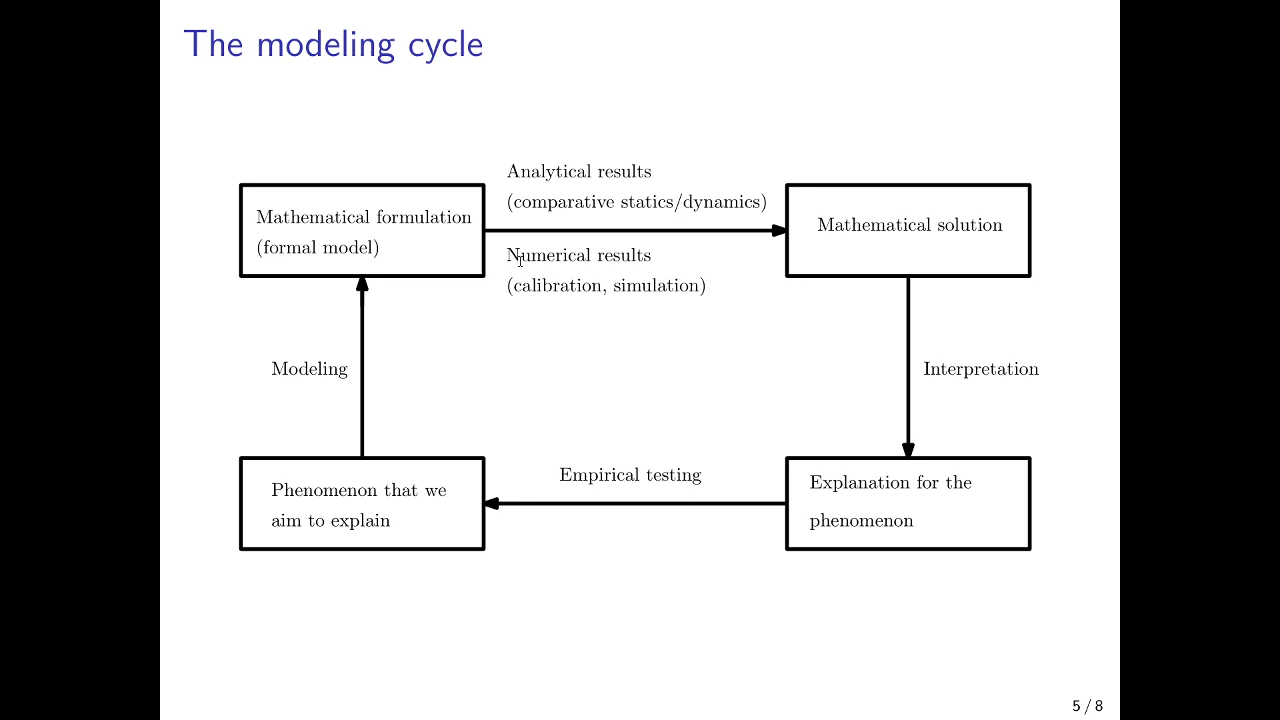 The modeling cycle
Analytical results
(comparative statics/dynamics)
Mathematical formulation
(formal model)
Mathematical solution
Numerical results
(calibration, simulation)
Modeling
Interpretation
Empirical testing
Phenomenon that we
aim to explain
Explanation for the
phenomenon
5 / 8